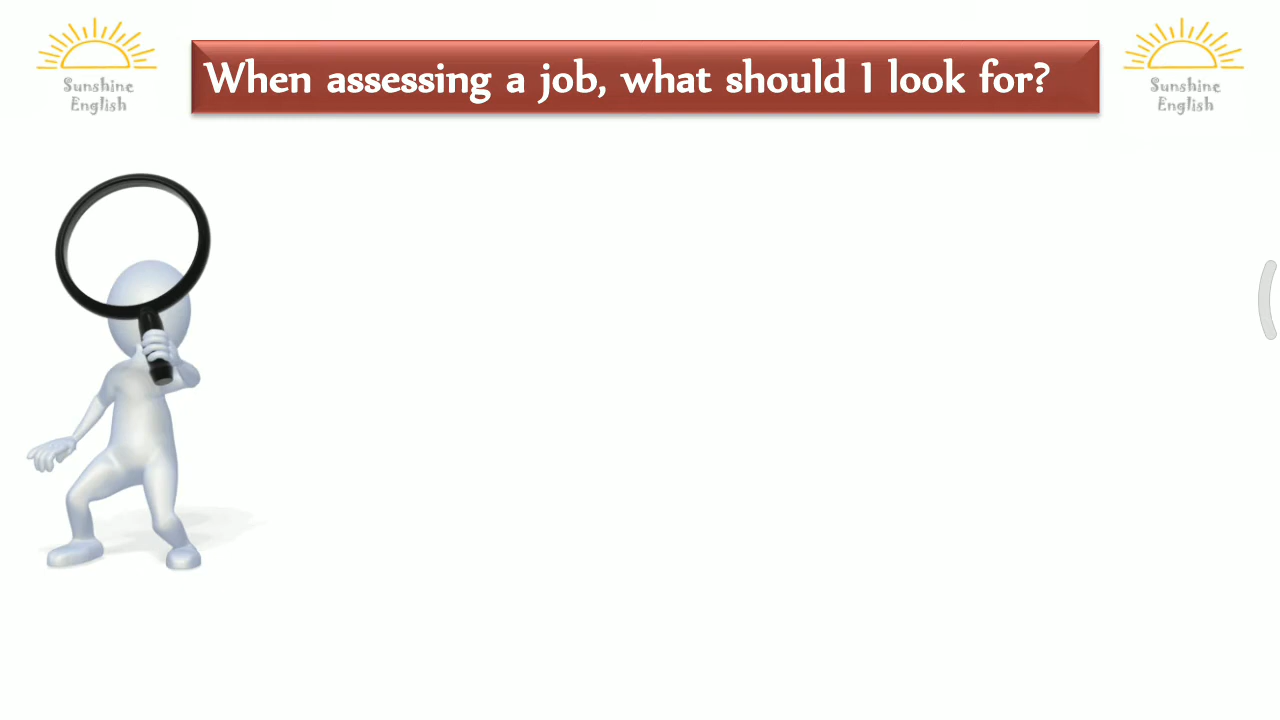 Sunshine
English
When assessing a job, what should I look for?
Sunshine
English